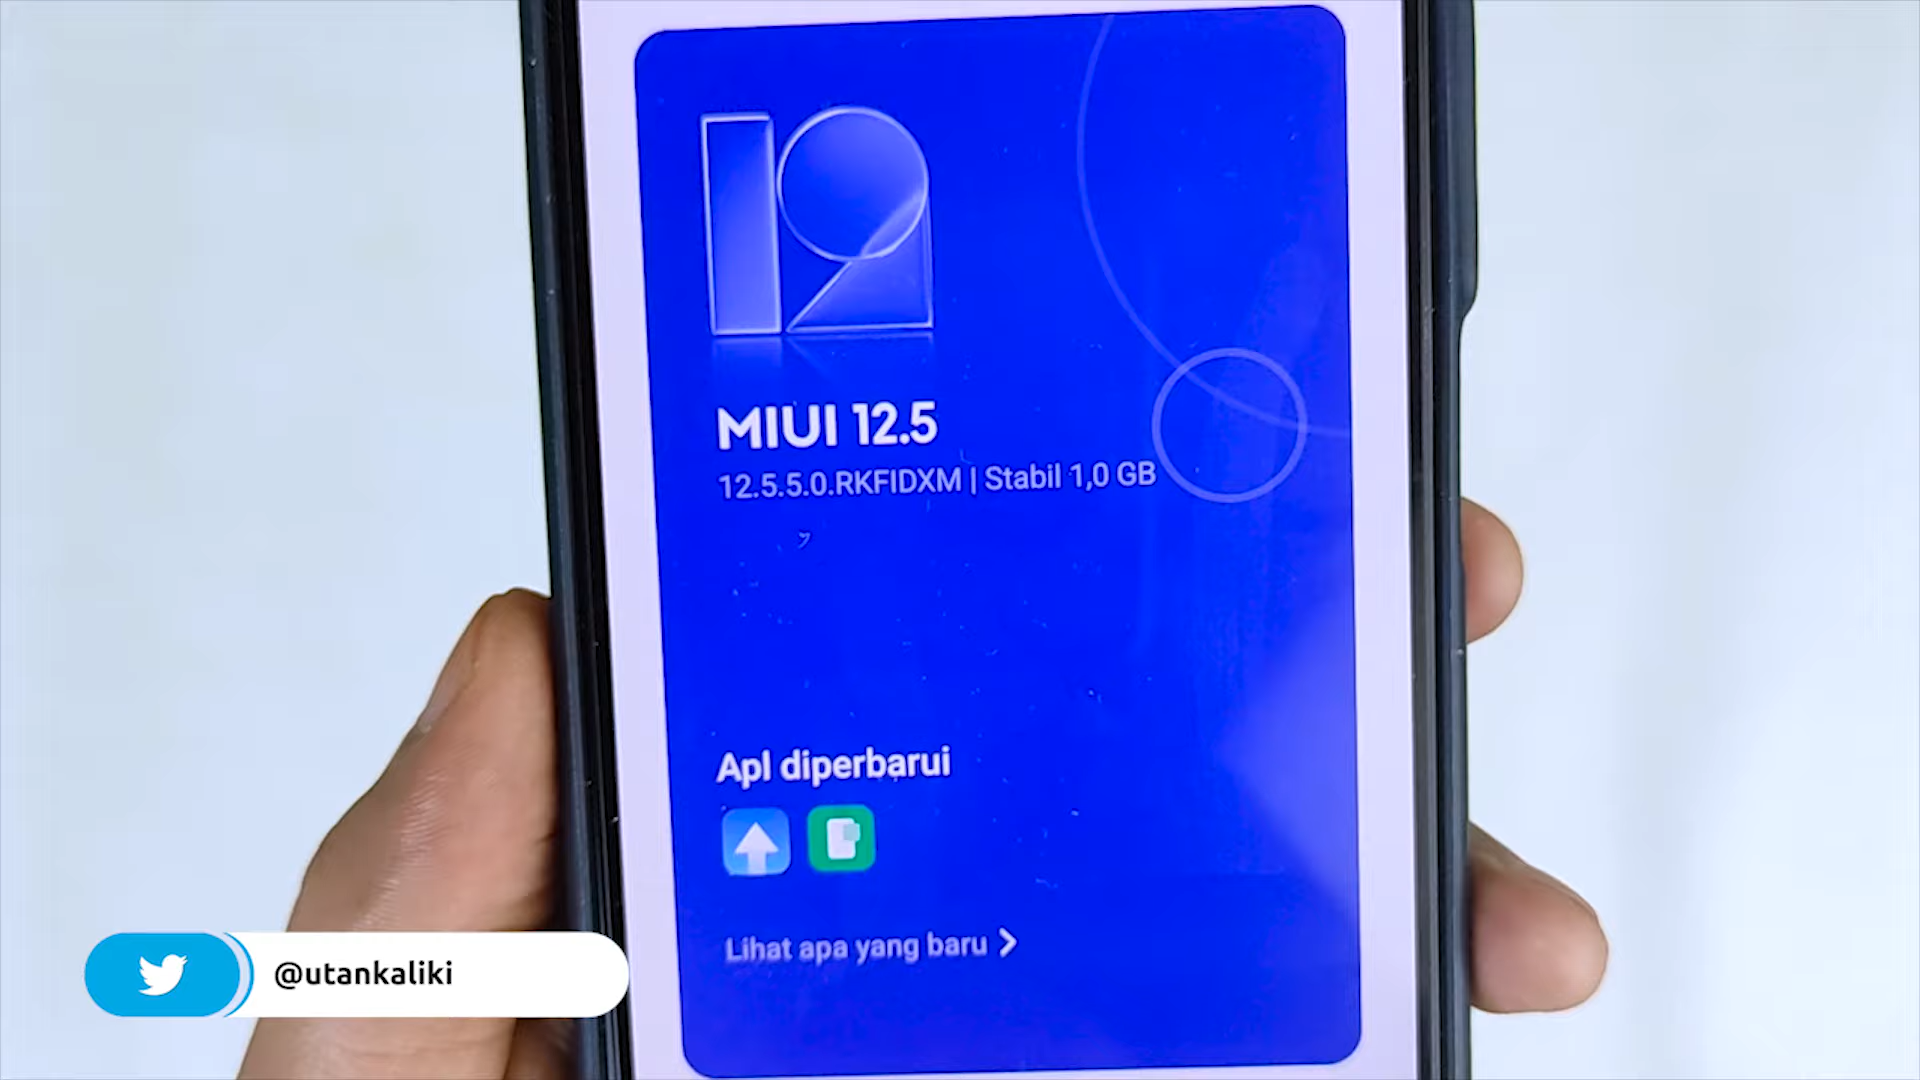 12
MIUI 12.5
12.5.5.0.RKFIDXM | Stabil 1,0 GB
Apl diperbarui
Lihat apa yang baru >
@utankaliki